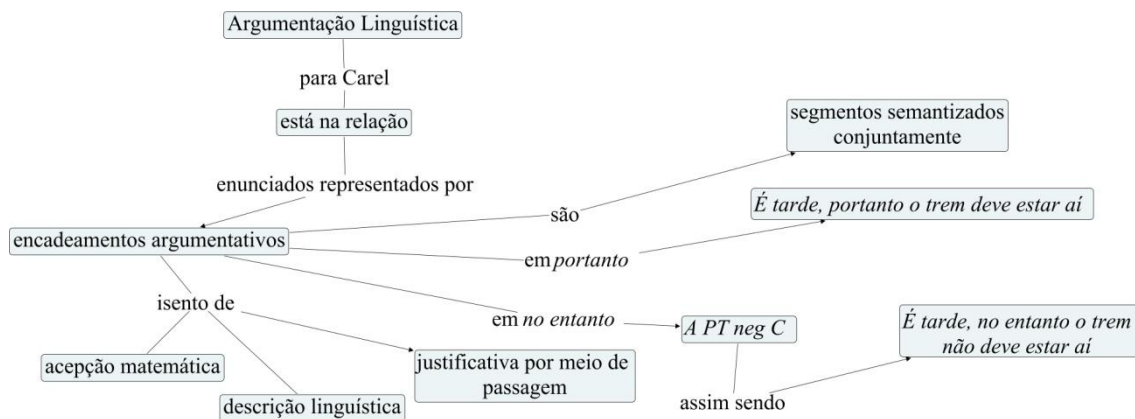 Argumentação Linguística
para Carel
está na relação
enunciados representados por
encadeamentos argumentativos
são
segmentos semantizados
conjuntamente
em portanto
É tarde, portanto o trem deve estar aí
em no entanto
A PT neg C
assim sendo
É tarde, no entanto o trem
não deve estar aí
isento de
acepção matemática
descrição linguística
justificativa por meio de
passagem